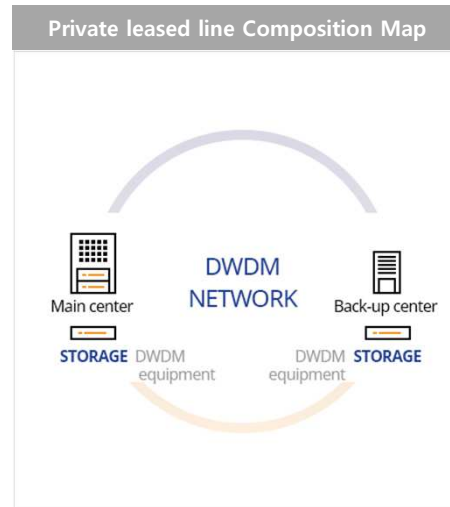 Private leased line Composition Map
DWDM
NETWORK
Main center
Back-up center
STORAGE DWDM
equipment
DWDM STORAGE
equipment